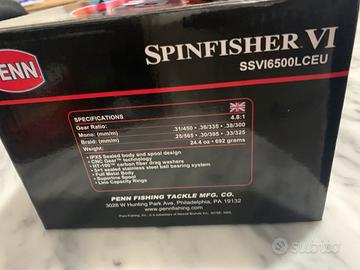 PENN
SPINFISHER VI
SSVI6500LCEU
SPECIFICATIONS
Gear Ratio: 4.8:1
Mono: (mm/m) .31/450 • .36/335 • .38/300
Braid: (mm/m) .25/565 • .30/395 • .33/325
Weight: 24.4 oz • 692 grams
• IPX5 Sealed body and spool design
• CNC Gear™ technology
• HT-100™ carbon fiber drag washers
• 5+1 sealed stainless steel ball bearing system
• Full Metal Body
• Superline Spool
• Line Capacity Rings
PENN FISHING TACKLE MFG. CO.
3028 W Hunting Park Ave, Philadelphia, PA 19132
www.pennfishing.com
subito